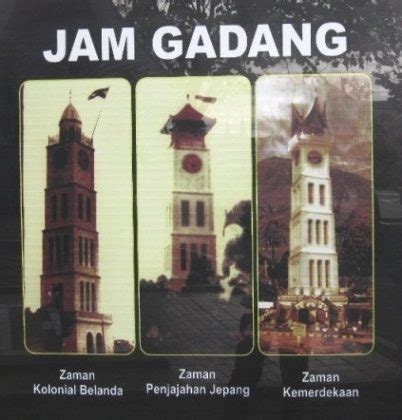 JAM GADANG
Zaman
Kolonial Belanda
Zaman
Penjajahan Jepang
Zaman
Kemerdekaan